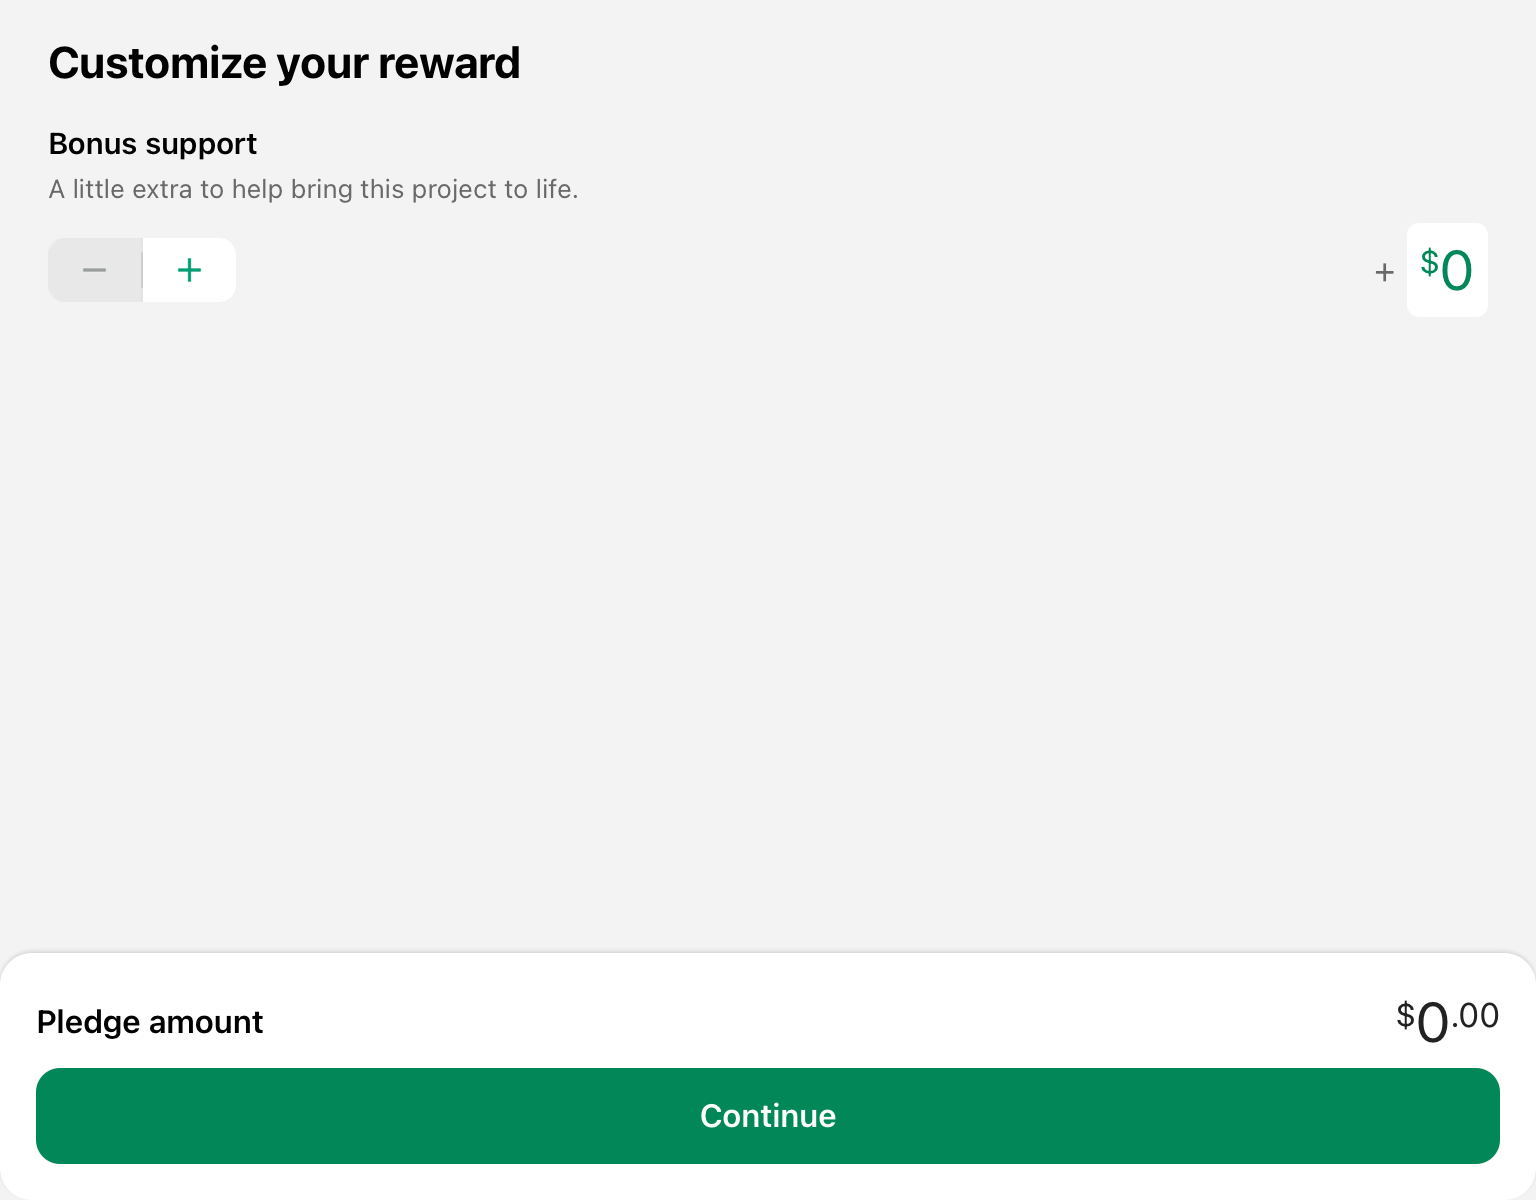 Customize your reward
Bonus support
A little extra to help bring this project to life.
− + + $0
Pledge amount $0.00
Continue